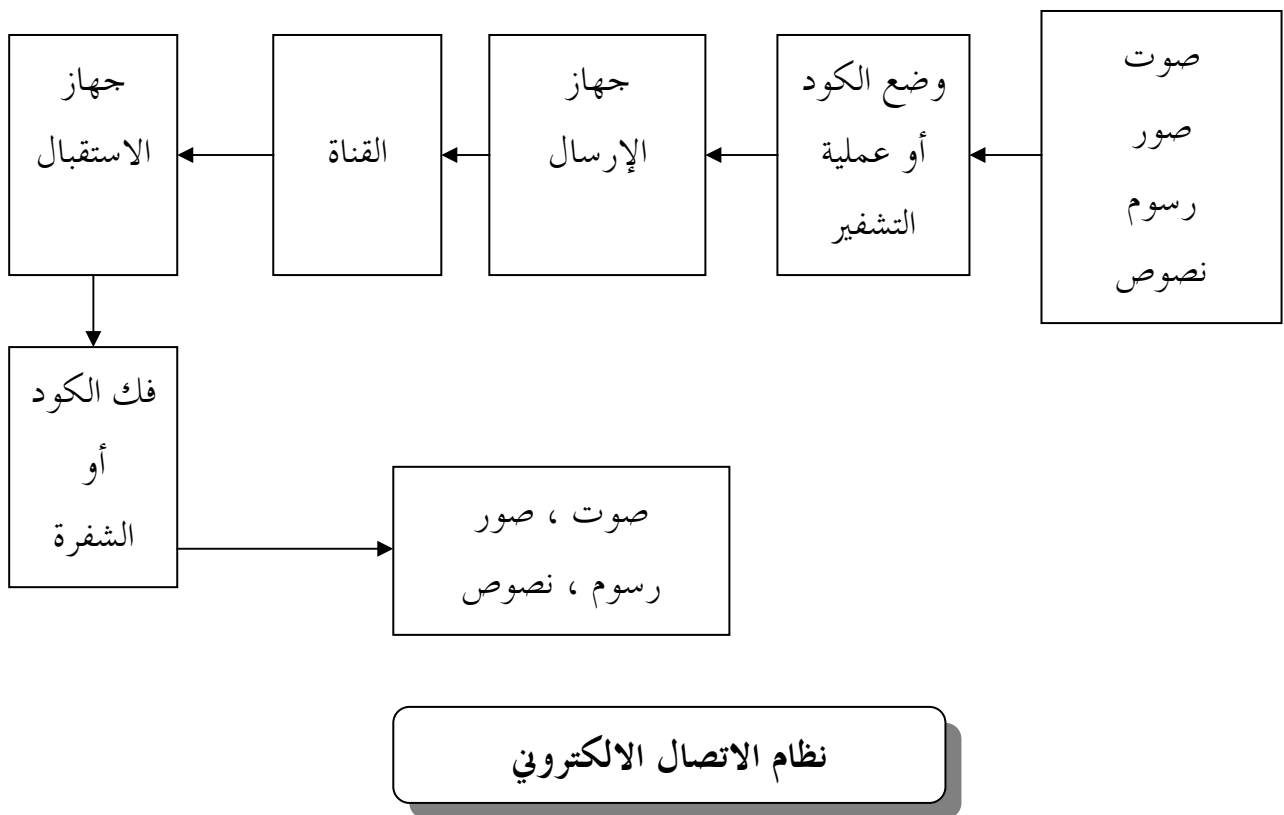 صوت
صور
رسوم
نصوص
وضع الكود
أو عملية
التشفير
جهاز
الإرسال
القناة
جهاز
الاستقبال
فك الكود
أو
الشفرة
صوت ، صور
رسوم ، نصوص
نظام الاتصال الالكتروني